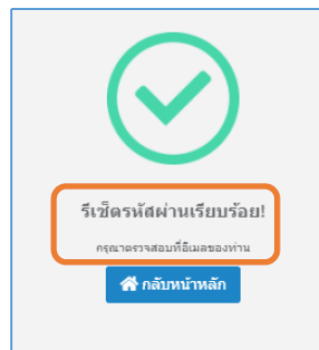 รีเซ็ตรหัสผ่านเรียบร้อย!
กรุณาตรวจสอบที่อีเมลของท่าน
กลับหน้าหลัก